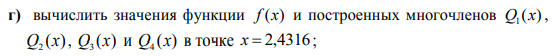 г) вычислить значения функции f(x) и построенных многочленов Q₁(x),
Q₂(x), Q₃(x) и Q₄(x) в точке x = 2,4316;